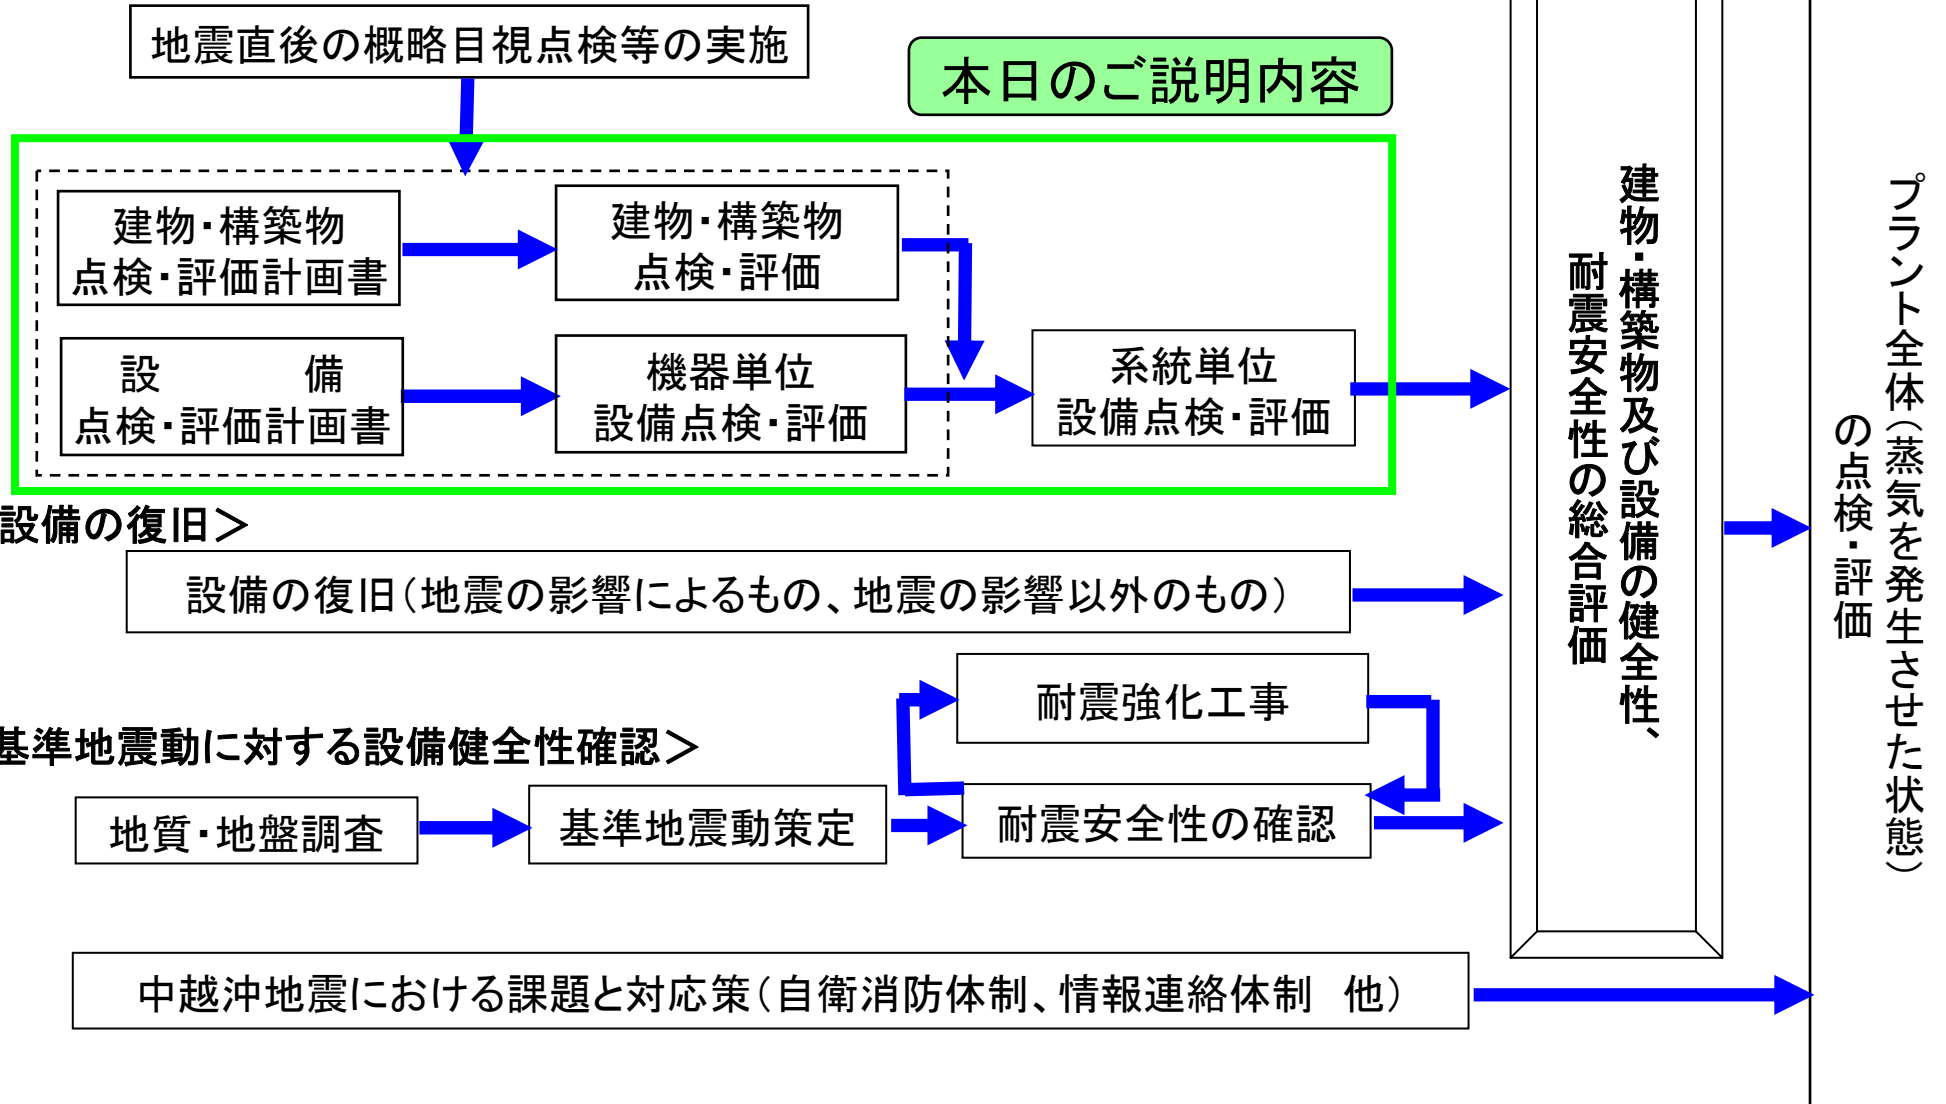 地震直後の概略目視点検等の実施
本日のご説明内容
建物・構築物
点検・評価計画書
建物・構築物
点検・評価
設　　　備
点検・評価計画書
機器単位
設備点検・評価
系統単位
設備点検・評価
設備の復旧＞
設備の復旧（地震の影響によるもの、地震の影響以外のもの）
耐震強化工事
基準地震動に対する設備健全性確認＞
地質・地盤調査
基準地震動策定
耐震安全性の確認
中越沖地震における課題と対応策（自衛消防体制、情報連絡体制　他）
建物・構築物及び設備の健全性、
耐震安全性の総合評価
プラント全体（蒸気を発生させた状態）
の点検・評価